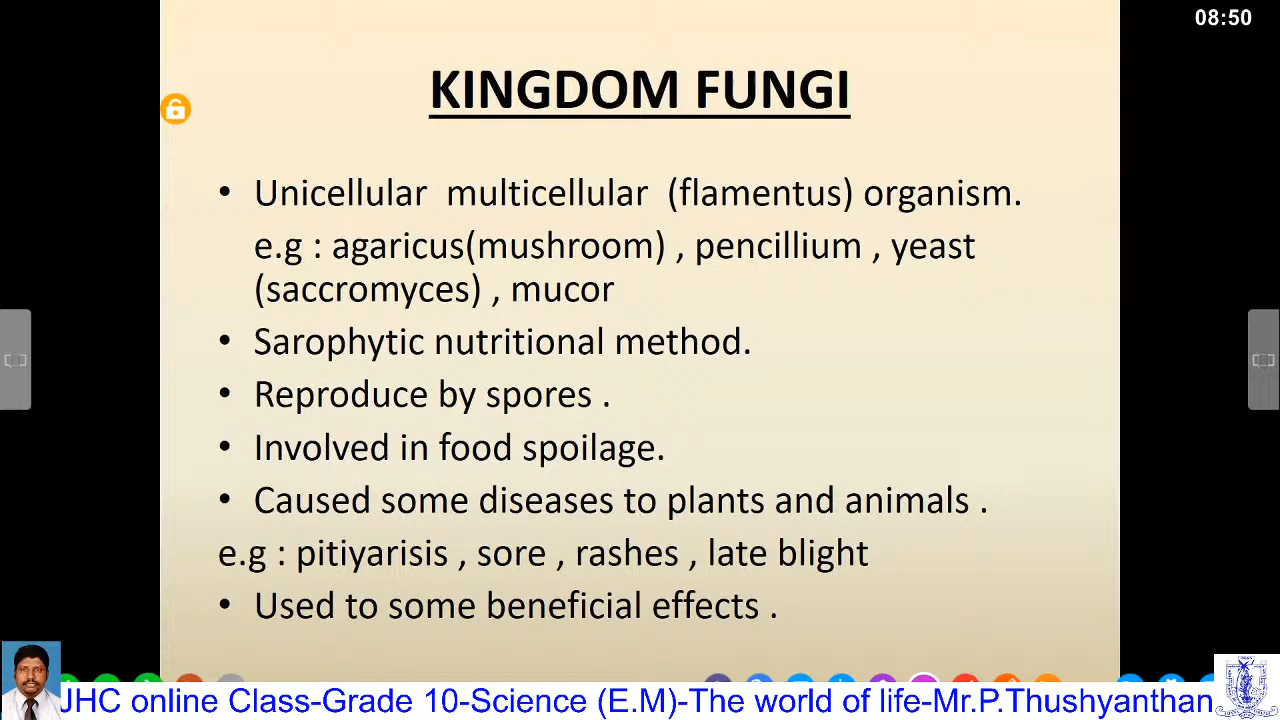 08:50
KINGDOM FUNGI
• Unicellular multicellular (flamentus) organism.
e.g : agaricus(mushroom) , pencillium , yeast
(saccromyces) , mucor
• Sarophytic nutritional method.
• Reproduce by spores .
• Involved in food spoilage.
• Caused some diseases to plants and animals .
e.g : pitiyarisis , sore , rashes , late blight
• Used to some beneficial effects .
JHC online Class-Grade 10-Science (E.M)-The world of life-Mr.P.Thushyanthan